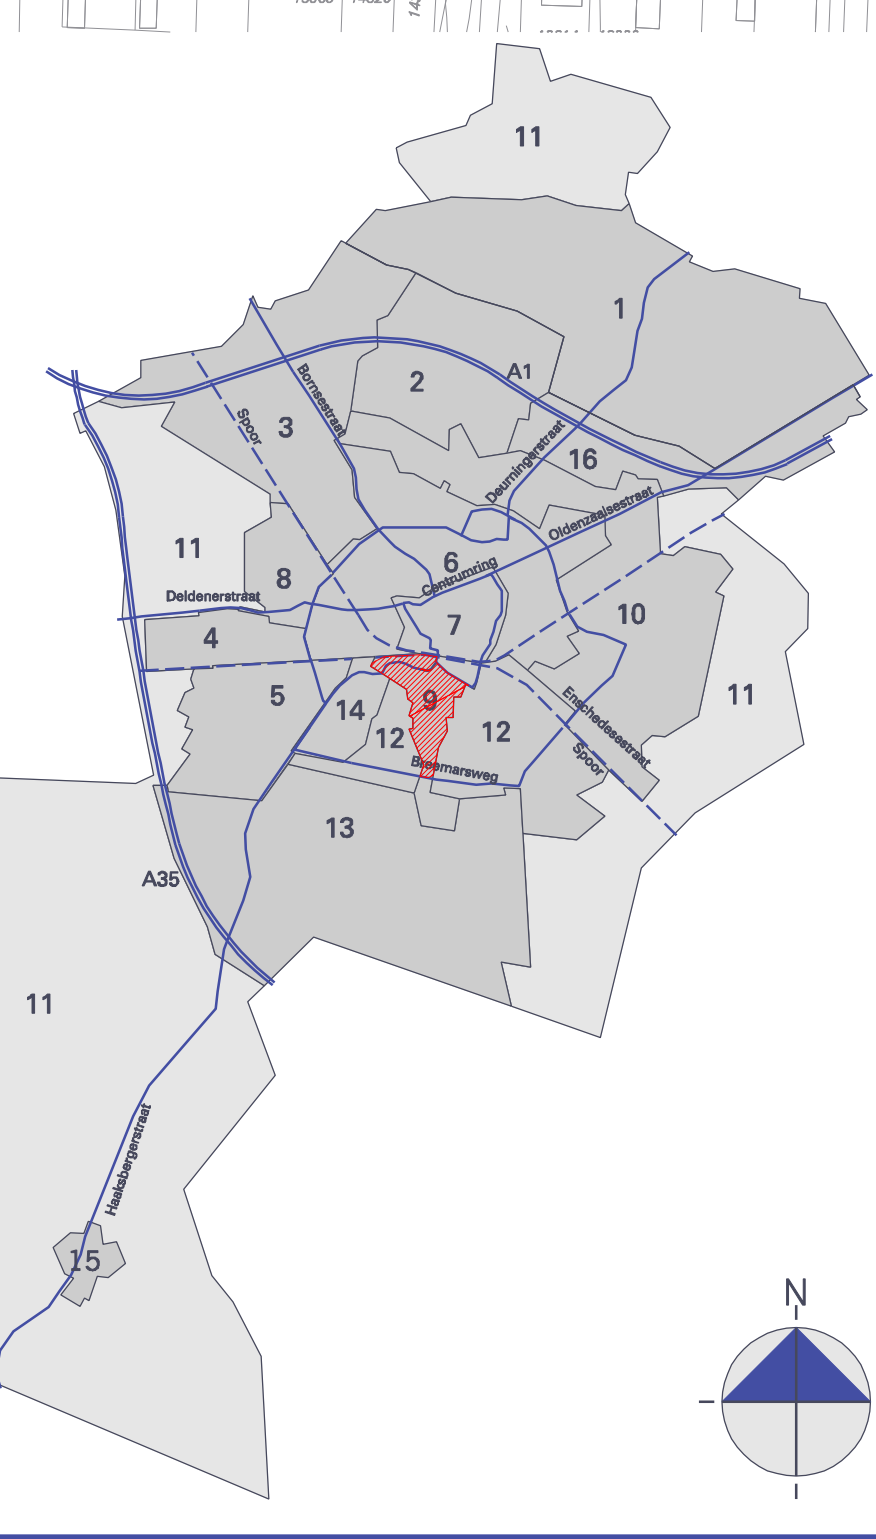 11
1
A1
2
Bornsestraat
Spoor
3
Deurningerstraat
16
Oldenzaalsestraat
11
6
Centrumring
8
Deldenerstraat
7
10
4
5
9
11
14
12
12
Enschedesestraat
Spoor
Breemarsweg
13
A35
11
Haaksbergerstraat
15
N